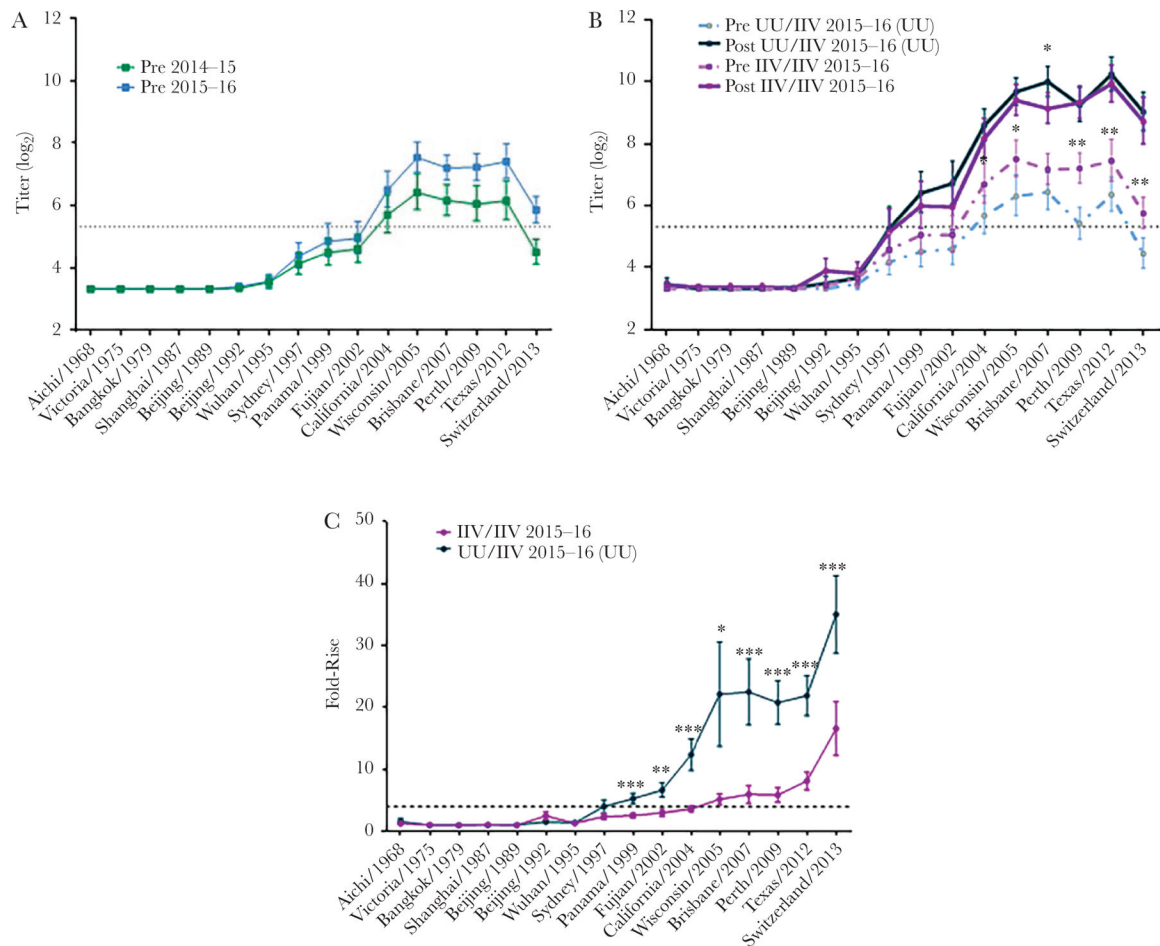 A
12
10
8
6
4
2
Titer (log2)
Pre 2014–15
Pre 2015–16
Aichi/1968
Victoria/1975
Bangkok/1979
Shanghai/1987
Beijing/1989
Beijing/1992
Wuhan/1995
Sydney/1997
Panama/1999
Fujian/2002
California/2004
Wisconsin/2005
Brisbane/2007
Perth/2009
Texas/2012
Switzerland/2013
B
12
10
8
6
4
2
Titer (log2)
Pre UU/IIV 2015–16 (UU)
Post UU/IIV 2015–16 (UU)
Pre IIV/IIV 2015–16
Post IIV/IIV 2015–16
*
*
*
**
**
**
Aichi/1968
Victoria/1975
Bangkok/1979
Shanghai/1987
Beijing/1989
Beijing/1992
Wuhan/1995
Sydney/1997
Panama/1999
Fujian/2002
California/2004
Wisconsin/2005
Brisbane/2007
Perth/2009
Texas/2012
Switzerland/2013
C
50
40
30
20
10
0
Fold-Rise
IIV/IIV 2015–16
UU/IIV 2015–16 (UU)
***
**
***
*
***
***
***
***
Aichi/1968
Victoria/1975
Bangkok/1979
Shanghai/1987
Beijing/1989
Beijing/1992
Wuhan/1995
Sydney/1997
Panama/1999
Fujian/2002
California/2004
Wisconsin/2005
Brisbane/2007
Perth/2009
Texas/2012
Switzerland/2013